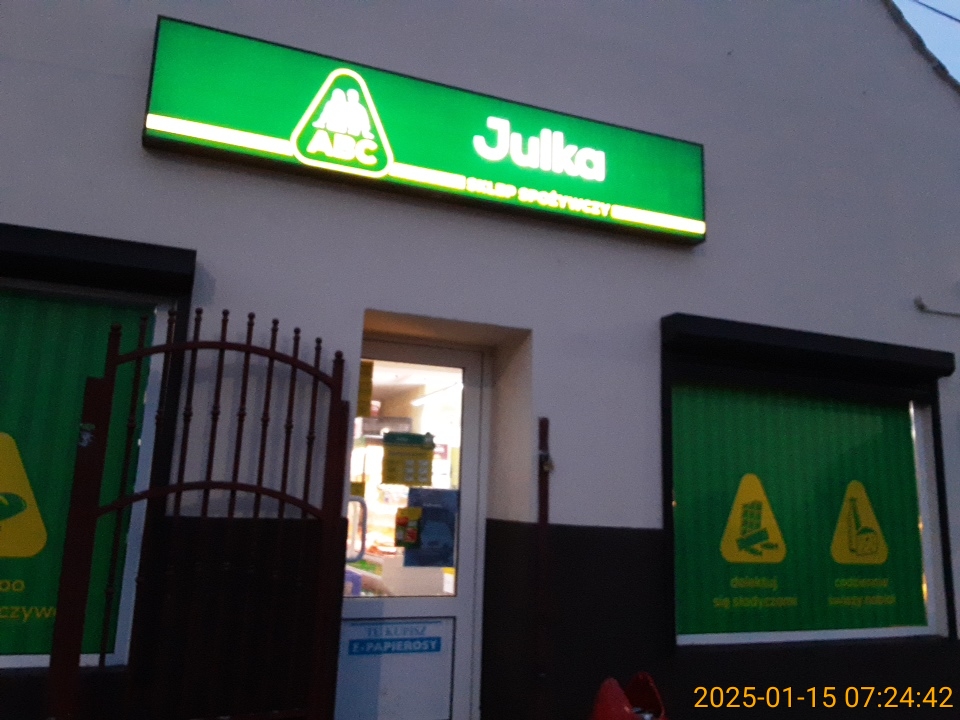 ABC
Julka
SKLEP SPOŻYWCZY
delektuj
się słodyczami
codziennie
świeży nabiał
TU KUPISZ
E-PAPIEROSY
2025-01-15 07:24:42